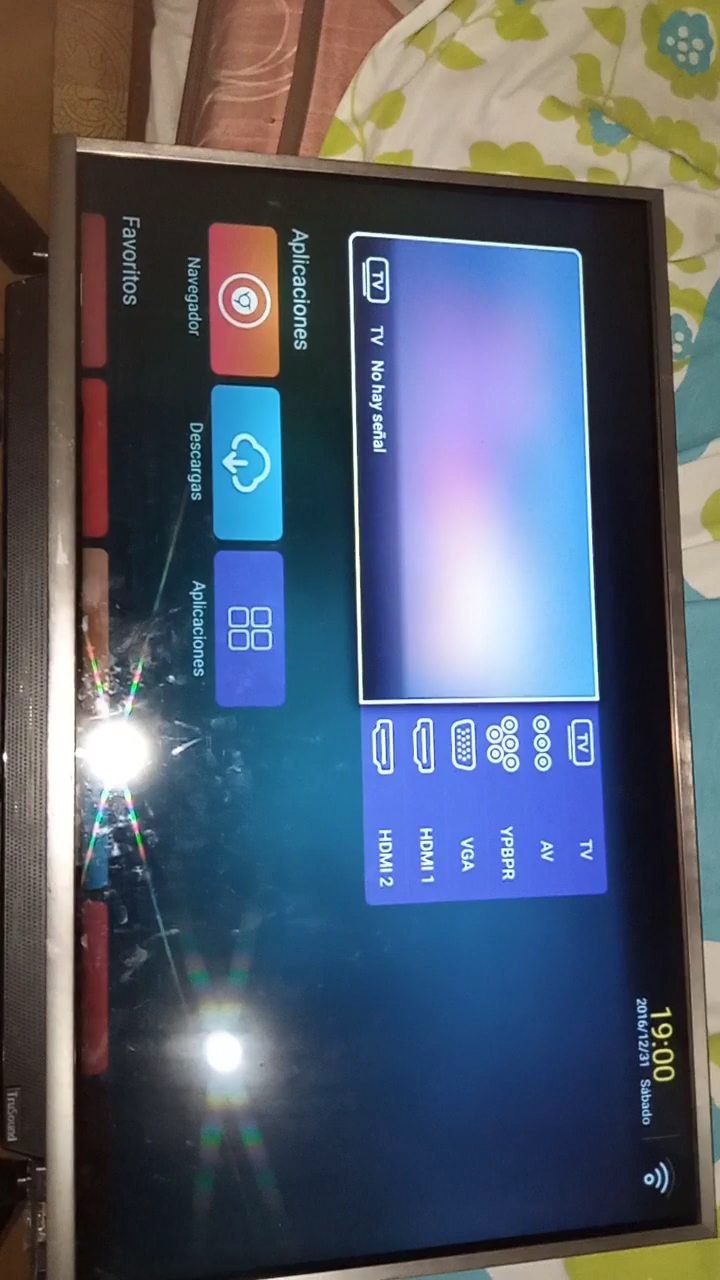 19:00
2016/12/31 Sábado
TV
TV No hay señal
TV
AV
YPBPR
VGA
HDMI 1
HDMI 2
Aplicaciones
Navegador
Descargas
Aplicaciones
Favoritos
TruSound